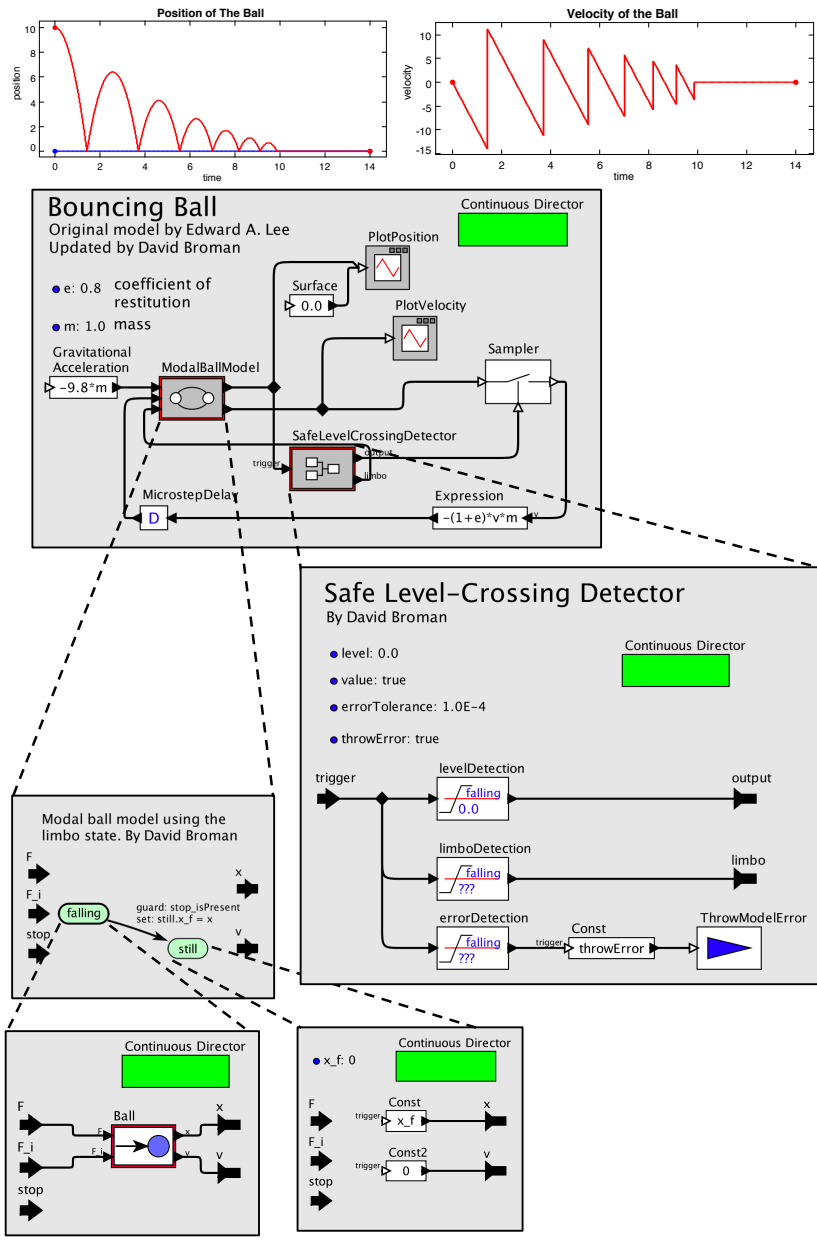 Position of The Ball
10
8
6
4
2
0
position
0
2
4
6
8
10
12
14
time
Velocity of the Ball
10
5
0
-5
-10
-15
velocity
0
2
4
6
8
10
12
14
time
Bouncing Ball
Original model by Edward A. Lee
Updated by David Broman
Continuous Director
PlotPosition
e: 0.8
coefficient of
restitution
Surface
0.0
m: 1.0
mass
PlotVelocity
Gravitational
Acceleration
-9.8*m
ModalBallModel
Sampler
SafeLevelCrossingDetector
trigger
output
limbo
MicrostepDelay
D
Expression
-(1+e)*v*m
v
Safe Level-Crossing Detector
By David Broman
Continuous Director
level: 0.0
value: true
errorTolerance: 1.0E-4
throwError: true
trigger
levelDetection
falling
0.0
output
limboDetection
falling
???
limbo
errorDetection
falling
???
trigger
Const
throwError
ThrowModelError
Modal ball model using the
limbo state. By David Broman
F
F_i
stop
falling
guard: stop_isPresent
set: still.x_f = x
still
x
v
Continuous Director
F
F_i
stop
Ball
F
F_i
x
v
x
v
Continuous Director
x_f: 0
F
F_i
stop
trigger
Const
x_f
x
trigger
Const2
0
v